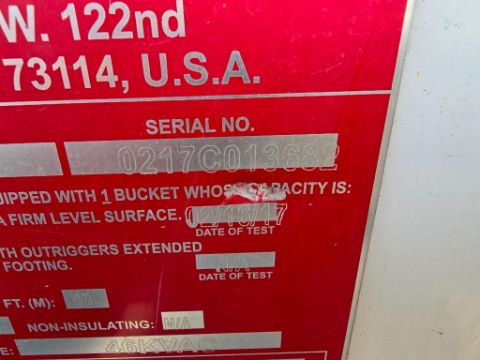 W. 122nd
73114, U.S.A.
SERIAL NO.
0217C013682
UIPPED WITH 1 BUCKET WHOSE CAPACITY IS:
A FIRM LEVEL SURFACE. 02/16/17
DATE OF TEST
TH OUTRIGGERS EXTENDED
FOOTING. N/A
DATE OF TEST
FT. (M):
NON-INSULATING: N/A
E: 46KVAC